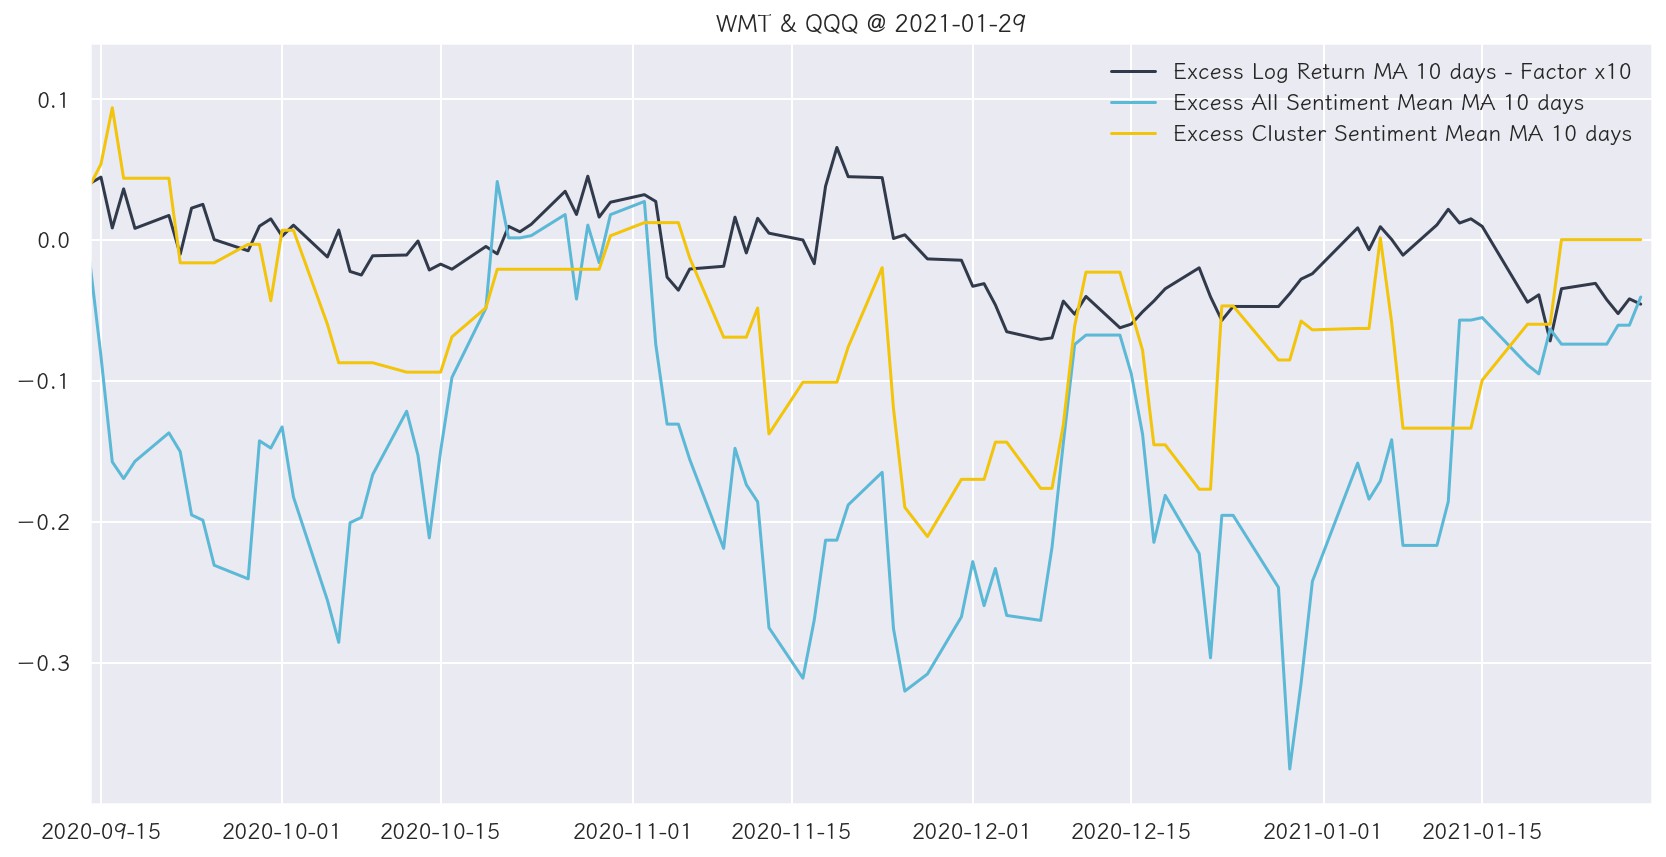 WMT & QQQ @ 2021-01-29
Excess Log Return MA 10 days - Factor x10
Excess All Sentiment Mean MA 10 days
Excess Cluster Sentiment Mean MA 10 days
0.1
0.0
−0.1
−0.2
−0.3
2020-09-15 2020-10-01 2020-10-15 2020-11-01 2020-11-15 2020-12-01 2020-12-15 2021-01-01 2021-01-15